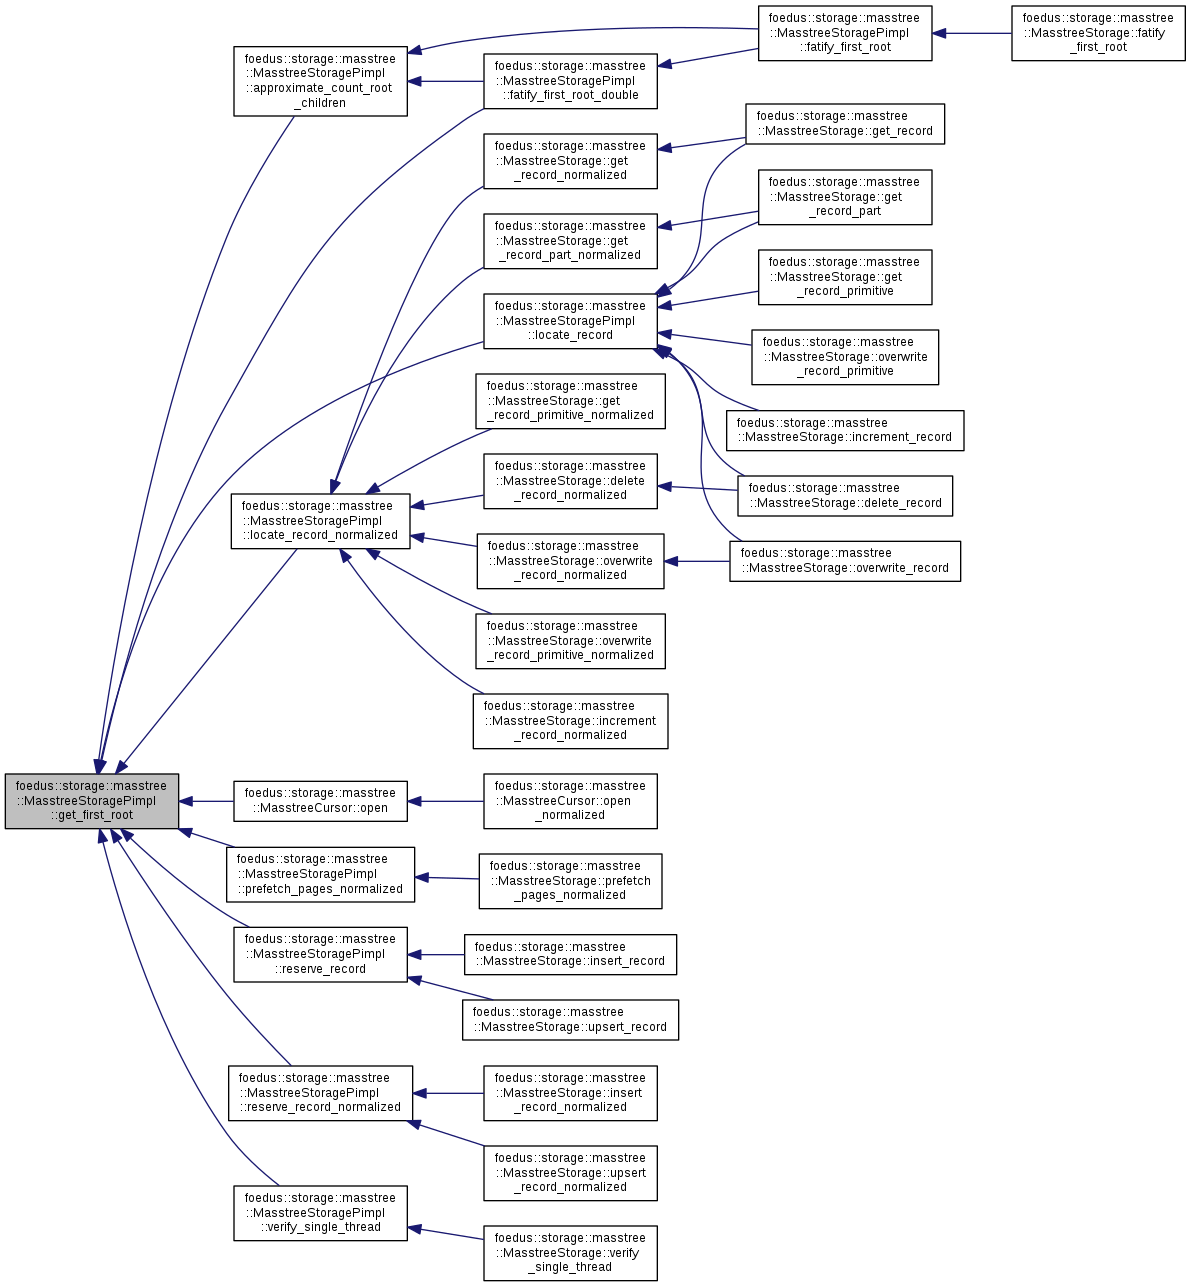 foedus::storage::masstree
::MasstreeStoragePimpl
::get_first_root
foedus::storage::masstree
::MasstreeStoragePimpl
::approximate_count_root
_children
foedus::storage::masstree
::MasstreeStoragePimpl
::fatify_first_root_double
foedus::storage::masstree
::MasstreeStoragePimpl
::fatify_first_root
foedus::storage::masstree
::MasstreeStorage::fatify
_first_root
foedus::storage::masstree
::MasstreeStorage::get
_record_normalized
foedus::storage::masstree
::MasstreeStorage::get_record
foedus::storage::masstree
::MasstreeStorage::get
_record_part_normalized
foedus::storage::masstree
::MasstreeStorage::get
_record_part
foedus::storage::masstree
::MasstreeStoragePimpl
::locate_record
foedus::storage::masstree
::MasstreeStorage::get
_record_primitive
foedus::storage::masstree
::MasstreeStorage::overwrite
_record_primitive
foedus::storage::masstree
::MasstreeStorage::get
_record_primitive_normalized
foedus::storage::masstree
::MasstreeStorage::increment_record
foedus::storage::masstree
::MasstreeStoragePimpl
::locate_record_normalized
foedus::storage::masstree
::MasstreeStorage::delete
_record_normalized
foedus::storage::masstree
::MasstreeStorage::delete_record
foedus::storage::masstree
::MasstreeStorage::overwrite
_record_normalized
foedus::storage::masstree
::MasstreeStorage::overwrite_record
foedus::storage::masstree
::MasstreeStorage::overwrite
_record_primitive_normalized
foedus::storage::masstree
::MasstreeStorage::increment
_record_normalized
foedus::storage::masstree
::MasstreeCursor::open
foedus::storage::masstree
::MasstreeCursor::open
_normalized
foedus::storage::masstree
::MasstreeStoragePimpl
::prefetch_pages_normalized
foedus::storage::masstree
::MasstreeStorage::prefetch
_pages_normalized
foedus::storage::masstree
::MasstreeStoragePimpl
::reserve_record
foedus::storage::masstree
::MasstreeStorage::insert_record
foedus::storage::masstree
::MasstreeStorage::upsert_record
foedus::storage::masstree
::MasstreeStoragePimpl
::reserve_record_normalized
foedus::storage::masstree
::MasstreeStorage::insert
_record_normalized
foedus::storage::masstree
::MasstreeStorage::upsert
_record_normalized
foedus::storage::masstree
::MasstreeStoragePimpl
::verify_single_thread
foedus::storage::masstree
::MasstreeStorage::verify
_single_thread